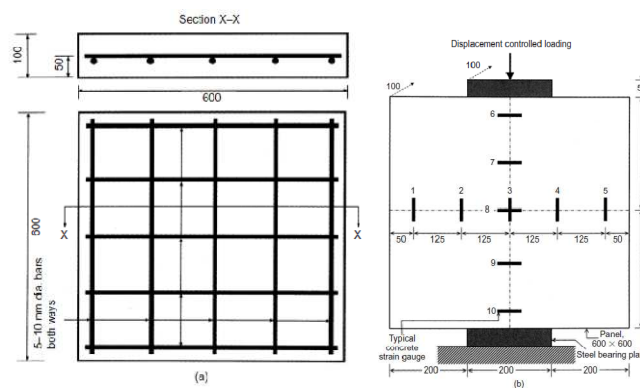 Section X–X
100
50
600
600
X
X
5–10 mm dia. bars
both ways
(a)
Displacement controlled loading
100
100
6
7
1
2
3
4
5
8
50
125
125
125
125
50
9
10
Typical
concrete
strain gauge
Panel,
600 × 600
Steel bearing pla
200
200
200
(b)